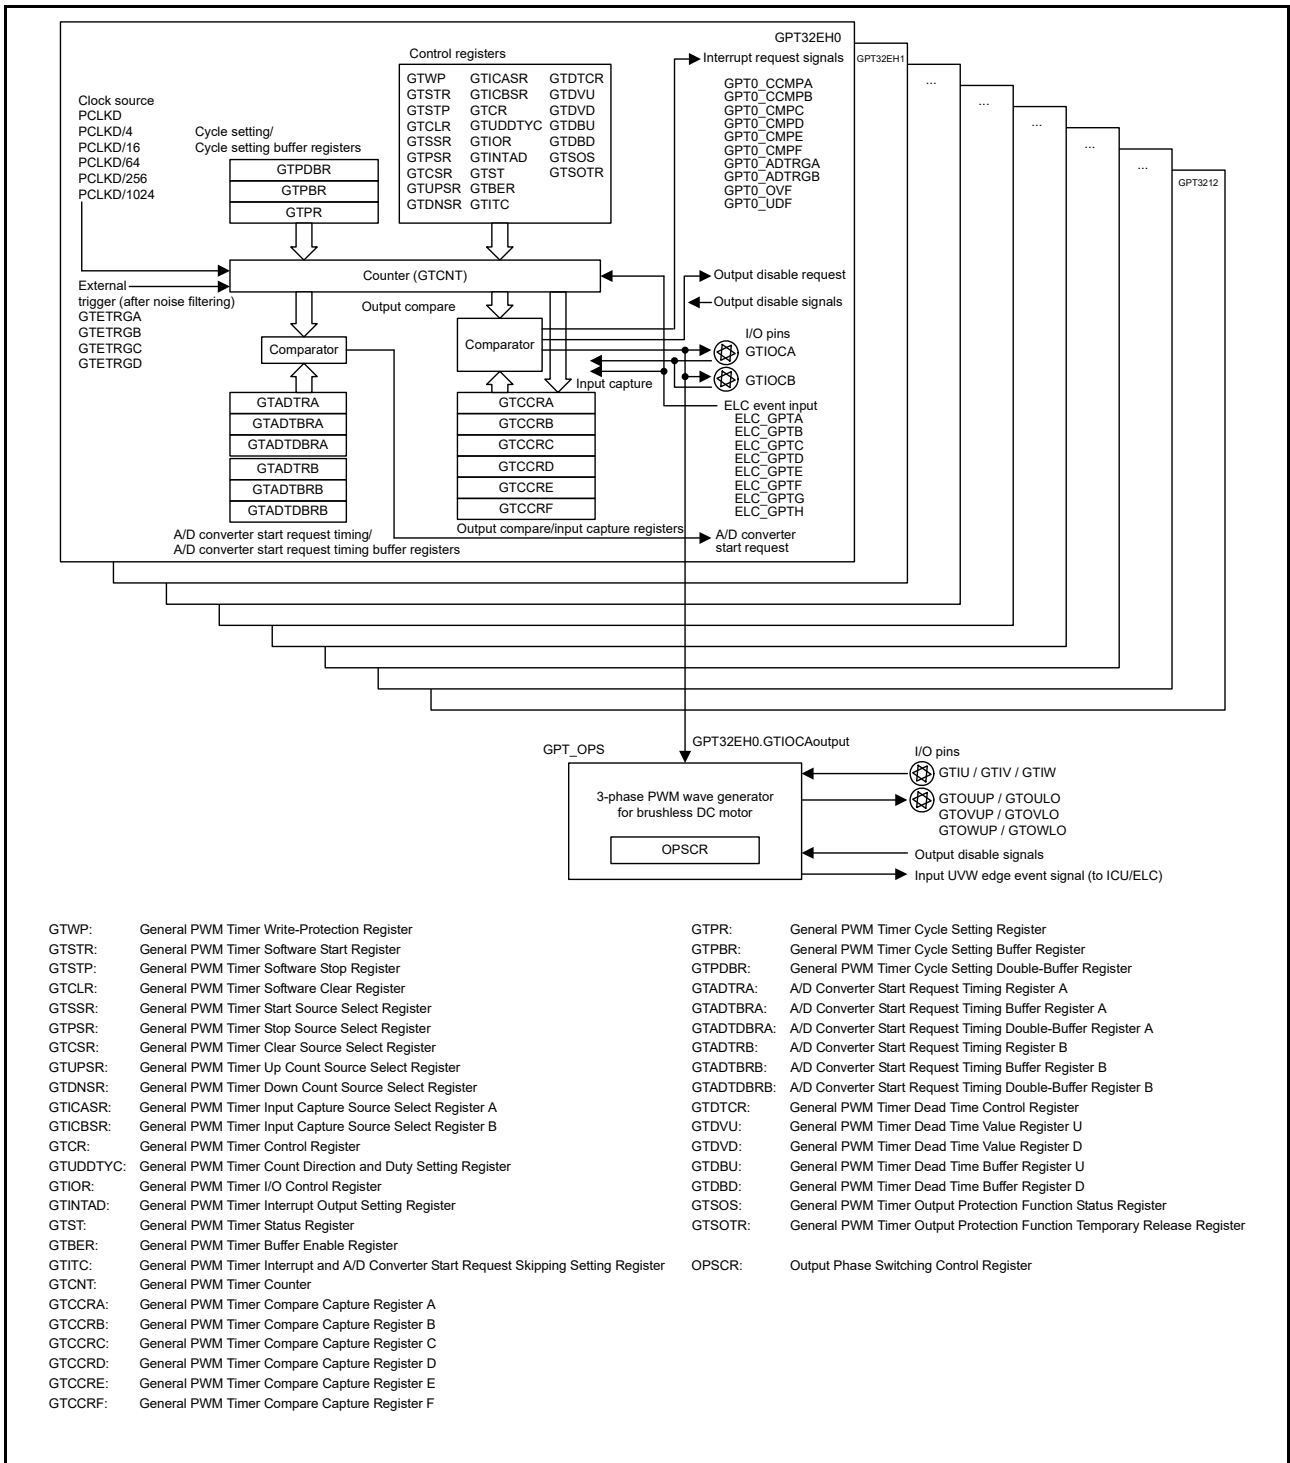 GPT32EH0
GPT32EH1
...
...
...
...
...
GPT3212
Clock source
PCLKD
PCLKD/4
PCLKD/16
PCLKD/64
PCLKD/256
PCLKD/1024
Cycle setting/
Cycle setting buffer registers
GTPDBR
GTPBR
GTPR
Control registers
GTWP GTICASR GTDTCR
GTSTR GTICBSR GTDVU
GTSTP GTCR GTDVD
GTCLR GTUDDTYC GTDBU
GTSSR GTIOR GTDBD
GTPSR GTINTAD GTSOS
GTCSR GTST GTSOTR
GTUPSR GTBER
GTDNSR GTITC
Interrupt request signals
GPT0_CCMPA
GPT0_CCMPB
GPT0_CMPC
GPT0_CMPD
GPT0_CMPE
GPT0_CMPF
GPT0_ADTRGA
GPT0_ADTRGB
GPT0_OVF
GPT0_UDF
Counter (GTCNT)
External
trigger (after noise filtering)
GTETRGA
GTETRGB
GTETRGC
GTETRGD
Output compare
Comparator
Comparator
Output disable request
Output disable signals
I/O pins
GTIOCA
GTIOCB
Input capture
GTADTRA
GTADTBRA
GTADTDBRA
GTADTRB
GTADTBRB
GTADTDBRB
GTCCRA
GTCCRB
GTCCRC
GTCCRD
GTCCRE
GTCCRF
ELC event input
ELC_GPTA
ELC_GPTB
ELC_GPTC
ELC_GPTD
ELC_GPTE
ELC_GPTF
ELC_GPTG
ELC_GPTH
A/D converter start request timing/
A/D converter start request timing buffer registers
Output compare/input capture registers
A/D converter
start request
GPT_OPS
GPT32EH0.GTIOCAoutput
3-phase PWM wave generator
for brushless DC motor
OPSCR
I/O pins
GTIU / GTIV / GTIW
GTOUUP / GTOULO
GTOVUP / GTOVLO
GTOWUP / GTOWLO
Output disable signals
Input UVW edge event signal (to ICU/ELC)
GTWP: General PWM Timer Write-Protection Register
GTSTR: General PWM Timer Software Start Register
GTSTP: General PWM Timer Software Stop Register
GTCLR: General PWM Timer Software Clear Register
GTSSR: General PWM Timer Start Source Select Register
GTPSR: General PWM Timer Stop Source Select Register
GTCSR: General PWM Timer Clear Source Select Register
GTUPSR: General PWM Timer Up Count Source Select Register
GTDNSR: General PWM Timer Down Count Source Select Register
GTICASR: General PWM Timer Input Capture Source Select Register A
GTICBSR: General PWM Timer Input Capture Source Select Register B
GTCR: General PWM Timer Control Register
GTUDDTYC: General PWM Timer Count Direction and Duty Setting Register
GTIOR: General PWM Timer I/O Control Register
GTINTAD: General PWM Timer Interrupt Output Setting Register
GTST: General PWM Timer Status Register
GTBER: General PWM Timer Buffer Enable Register
GTITC: General PWM Timer Interrupt and A/D Converter Start Request Skipping Setting Register
GTCNT: General PWM Timer Counter
GTCCRA: General PWM Timer Compare Capture Register A
GTCCRB: General PWM Timer Compare Capture Register B
GTCCRC: General PWM Timer Compare Capture Register C
GTCCRD: General PWM Timer Compare Capture Register D
GTCCRE: General PWM Timer Compare Capture Register E
GTCCRF: General PWM Timer Compare Capture Register F
GTPR: General PWM Timer Cycle Setting Register
GTPBR: General PWM Timer Cycle Setting Buffer Register
GTPDBR: General PWM Timer Cycle Setting Double-Buffer Register
GTADTRA: A/D Converter Start Request Timing Register A
GTADTBRA: A/D Converter Start Request Timing Buffer Register A
GTADTDBRA: A/D Converter Start Request Timing Double-Buffer Register A
GTADTRB: A/D Converter Start Request Timing Register B
GTADTBRB: A/D Converter Start Request Timing Buffer Register B
GTADTDBRB: A/D Converter Start Request Timing Double-Buffer Register B
GTDTCR: General PWM Timer Dead Time Control Register
GTDVU: General PWM Timer Dead Time Value Register U
GTDVD: General PWM Timer Dead Time Value Register D
GTDBU: General PWM Timer Dead Time Buffer Register U
GTDBD: General PWM Timer Dead Time Buffer Register D
GTSOS: General PWM Timer Output Protection Function Status Register
GTSOTR: General PWM Timer Output Protection Function Temporary Release Register
OPSCR: Output Phase Switching Control Register